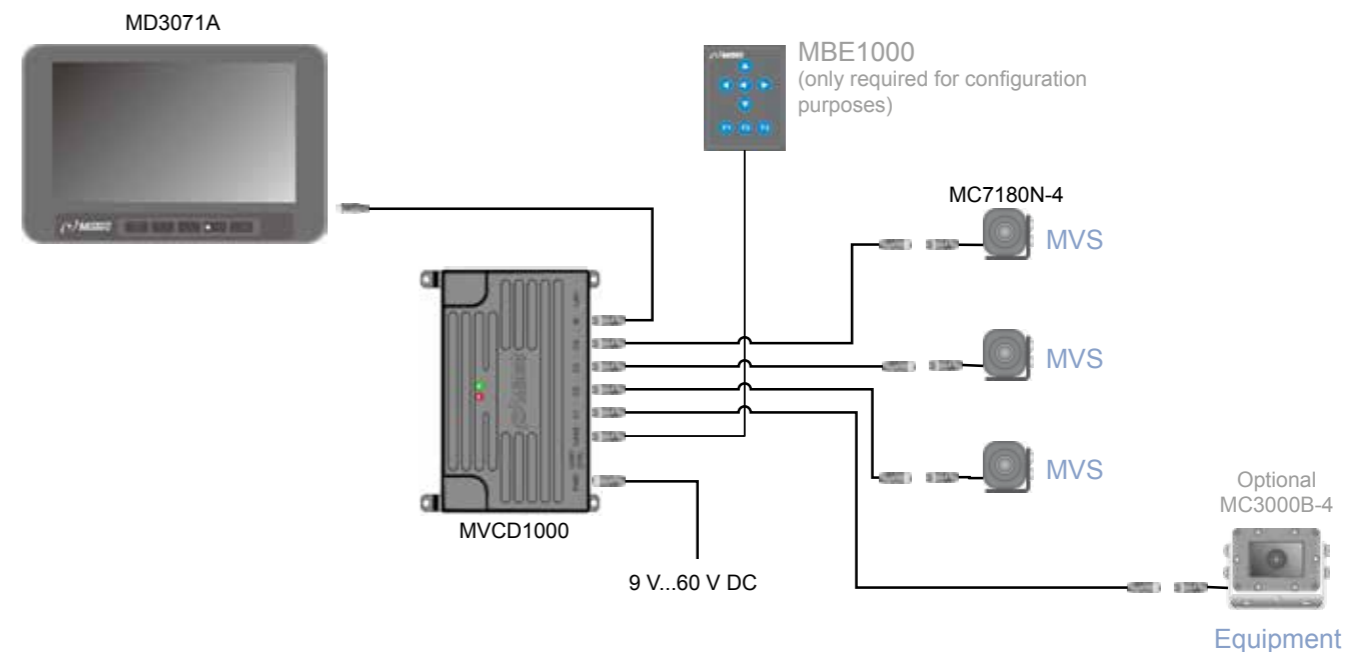 MD3071A
MBE1000
(only required for configuration
purposes)
MC7180N-4
MVS
MVS
MVS
Optional
MC3000B-4
MVCD1000
9 V...60 V DC
Equipment